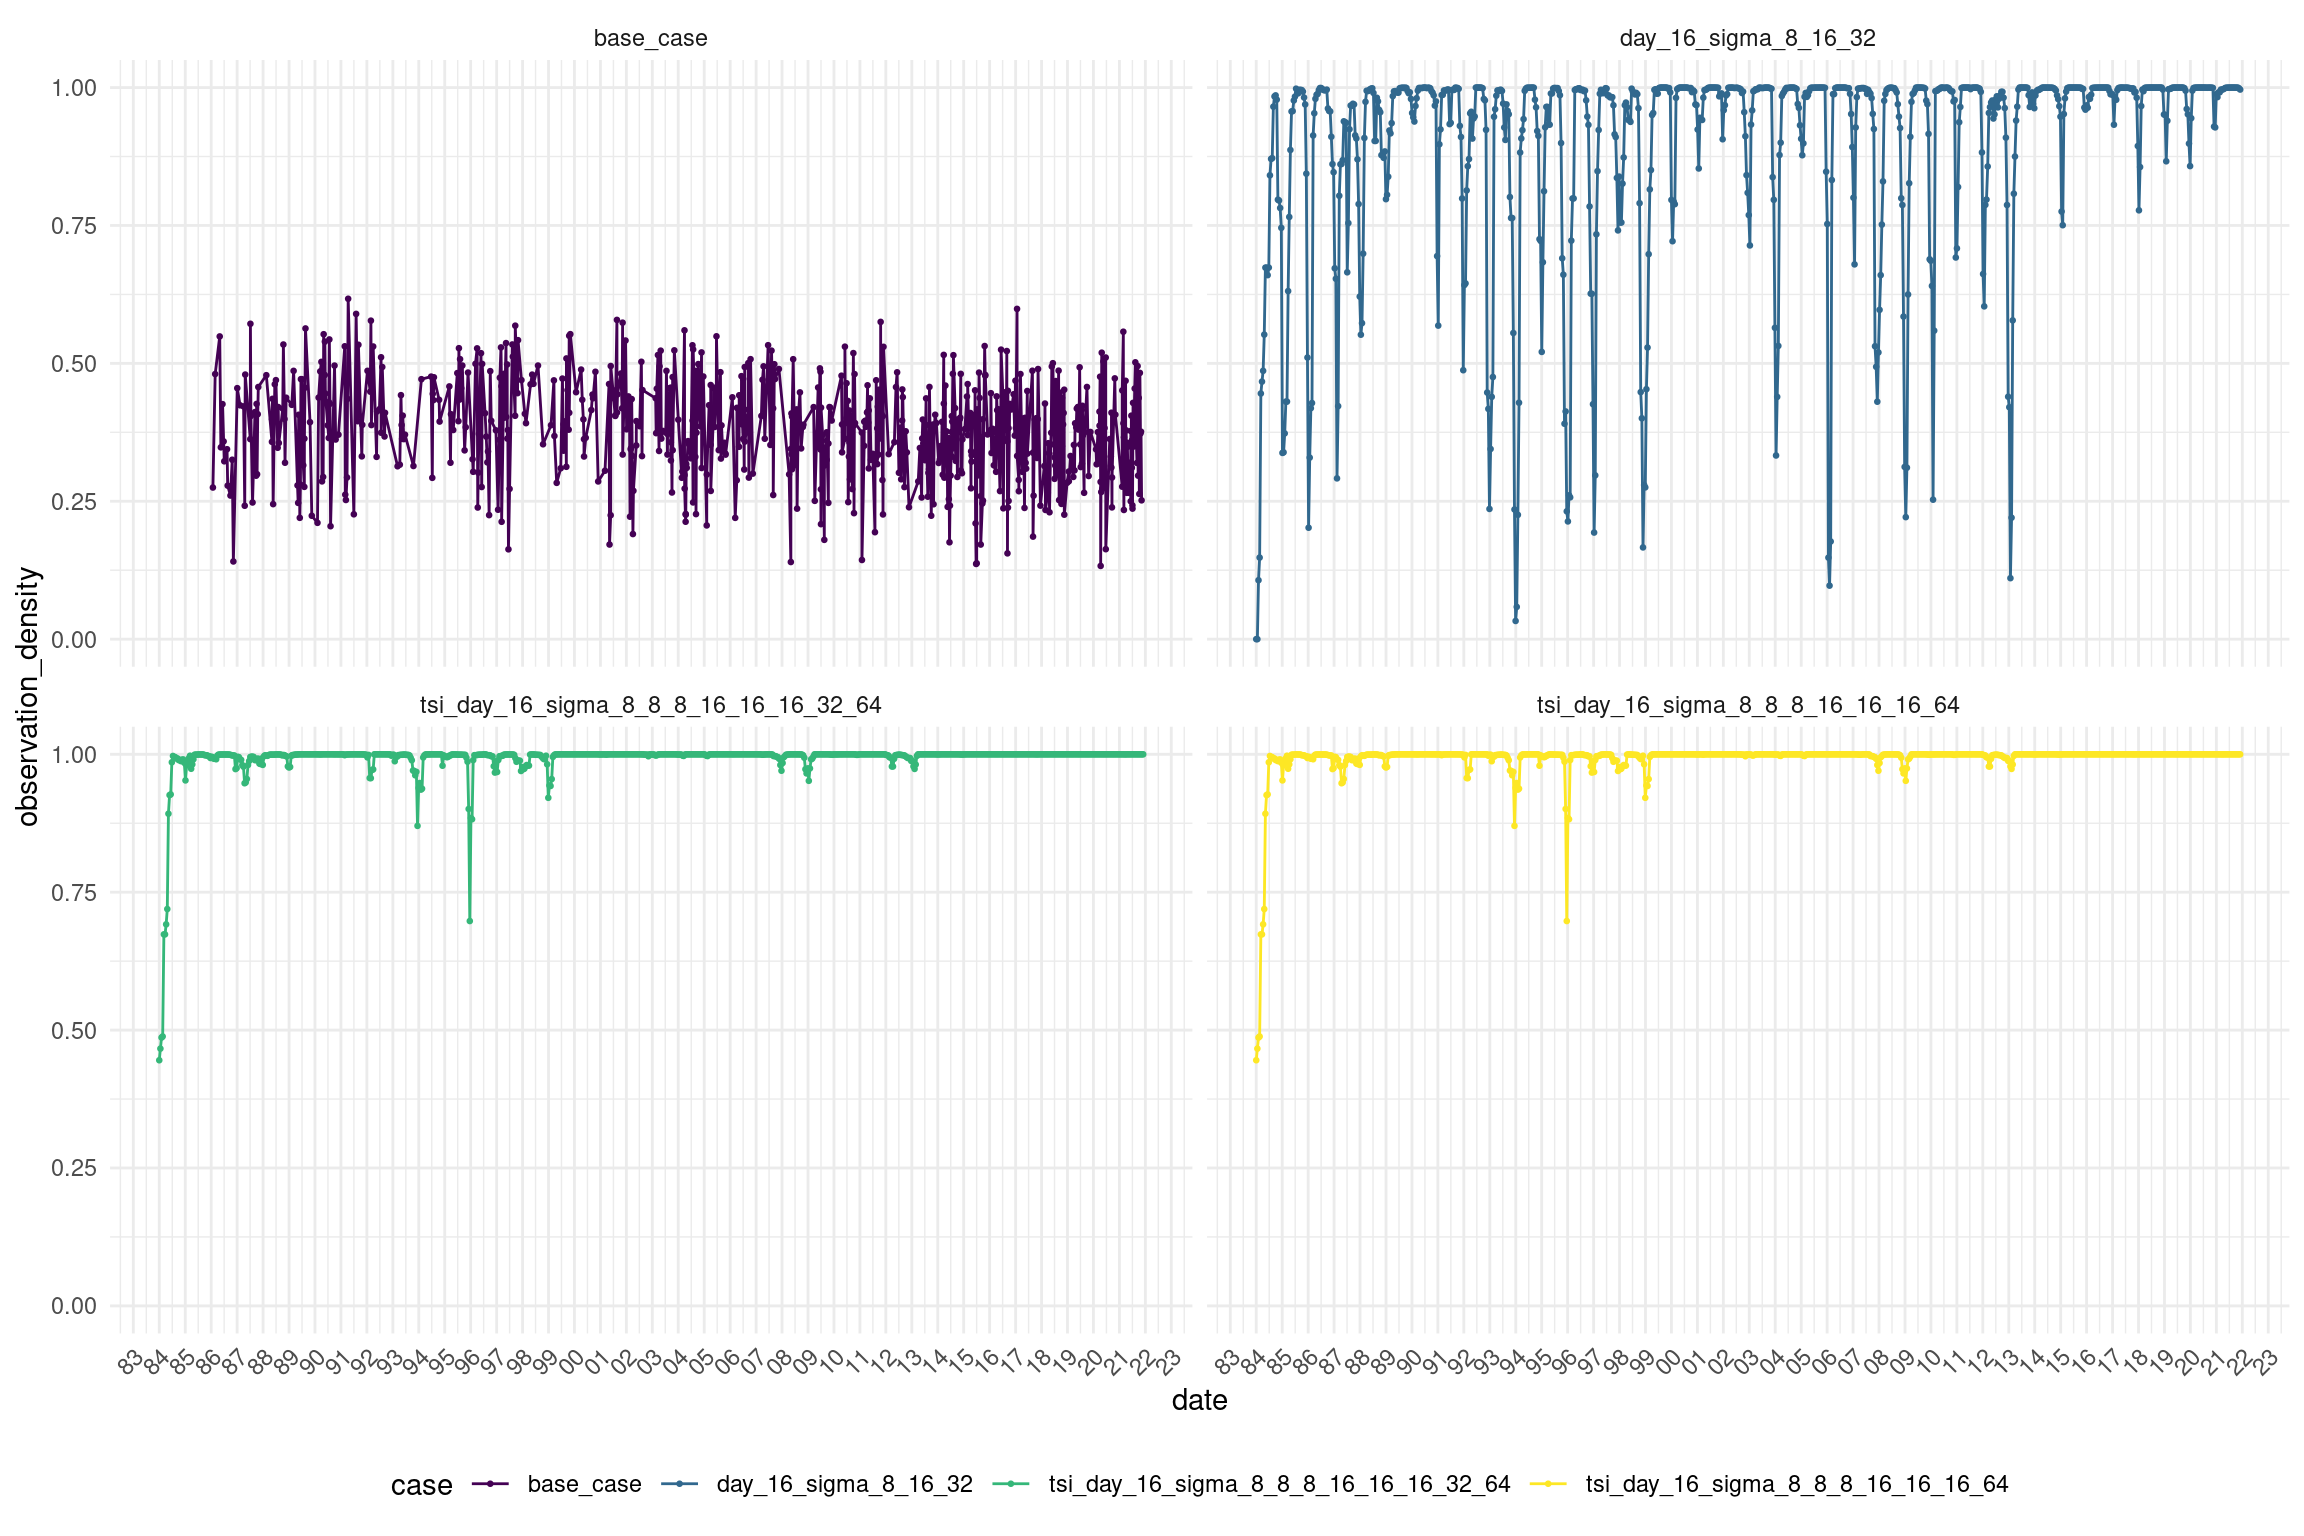 base_case day_16_sigma_8_16_32
1.00
0.75
0.50
0.25
0.00
tsi_day_16_sigma_8_8_8_16_16_16_32_64 tsi_day_16_sigma_8_8_8_16_16_16_64
1.00
0.75
0.50
0.25
0.00
observation_density
83 84 85 86 87 88 89 90 91 92 93 94 95 96 97 98 99 00 01 02 03 04 05 06 07 08 09 10 11 12 13 14 15 16 17 18 19 20 21 22 23 83 84 85 86 87 88 89 90 91 92 93 94 95 96 97 98 99 00 01 02 03 04 05 06 07 08 09 10 11 12 13 14 15 16 17 18 19 20 21 22 23
date
case base_case day_16_sigma_8_16_32 tsi_day_16_sigma_8_8_8_16_16_16_32_64 tsi_day_16_sigma_8_8_8_16_16_16_64